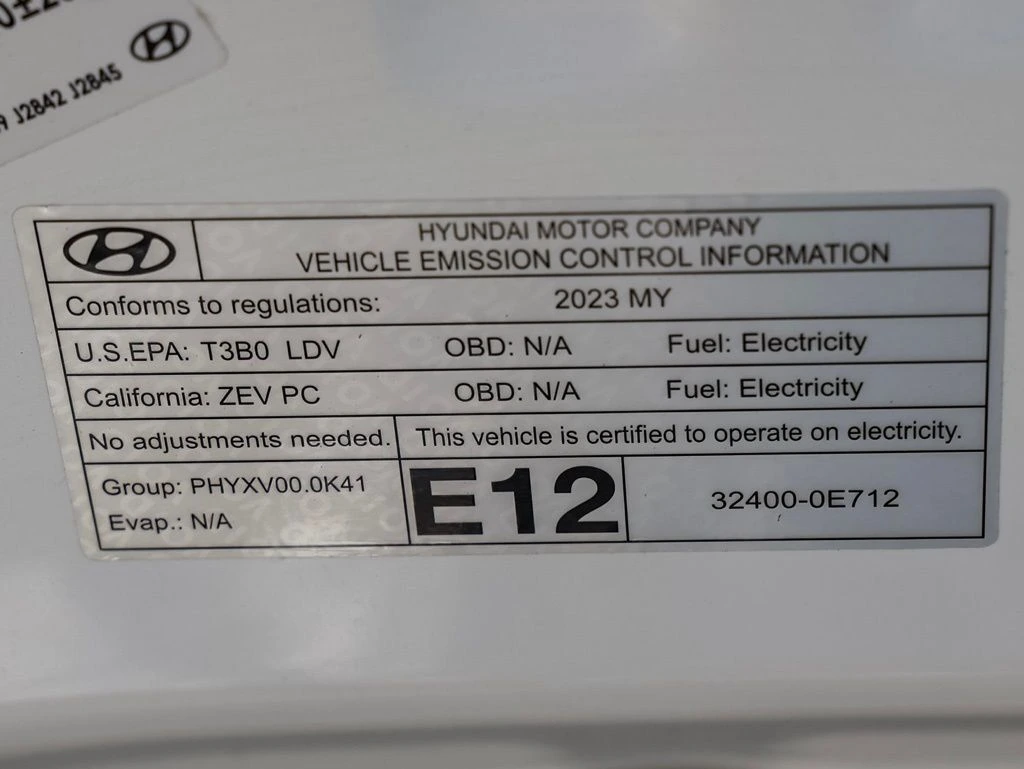 J2842 J2845
HYUNDAI MOTOR COMPANY
VEHICLE EMISSION CONTROL INFORMATION
Conforms to regulations: 2023 MY
U.S.EPA: T3B0 LDV OBD: N/A Fuel: Electricity
California: ZEV PC OBD: N/A Fuel: Electricity
No adjustments needed. This vehicle is certified to operate on electricity.
Group: PHYXV00.0K41
Evap.: N/A
E12
32400-0E712